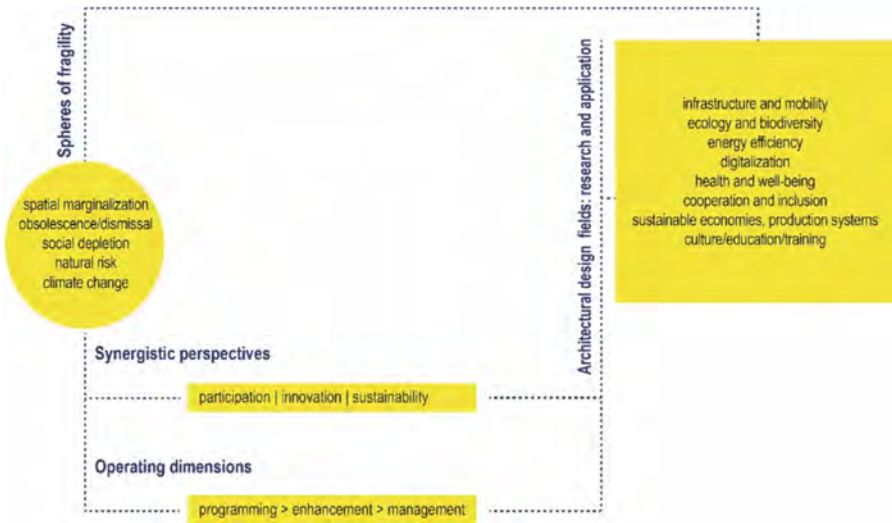 Spheres of fragility
spatial marginalization
obsolescence/dismissal
social depletion
natural risk
climate change
Synergistic perspectives
participation | innovation | sustainability
Operating dimensions
programming > enhancement > management
Architectural design fields: research and application
infrastructure and mobility
ecology and biodiversity
energy efficiency
digitalization
health and well-being
cooperation and inclusion
sustainable economies, production systems
culture/education/training